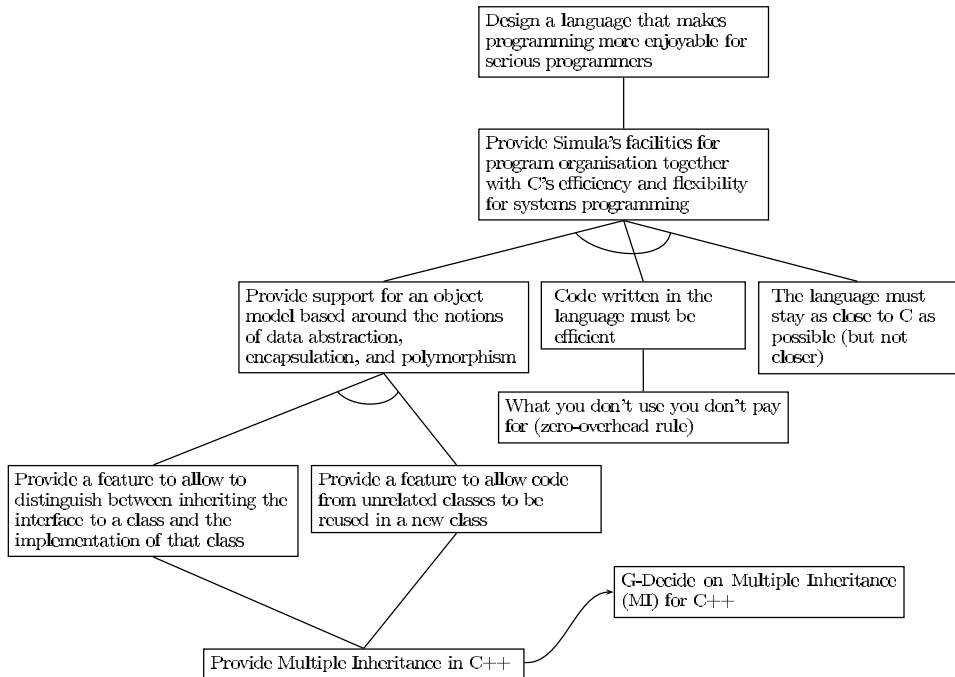 Design a language that makes
programming more enjoyable for
serious programmers
Provide Simula's facilities for
program organisation together
with C's efficiency and flexibility
for systems programming
Provide support for an object
model based around the notions
of data abstraction,
encapsulation, and polymorphism
Code written in the
language must be
efficient
The language must
stay as close to C as
possible (but not
closer)
What you don't use you don't pay
for (zero-overhead rule)
Provide a feature to allow to
distinguish between inheriting the
interface to a class and the
implementation of that class
Provide a feature to allow code
from unrelated classes to be
reused in a new class
G-Decide on Multiple Inheritance
(MI) for C++
Provide Multiple Inheritance in C++